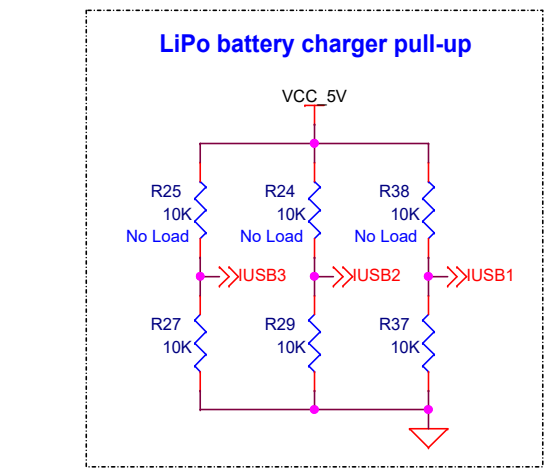 LiPo battery charger pull-up
VCC_5V
R25 R24 R38
10K 10K 10K
No Load No Load No Load
IUSB3 IUSB2 IUSB1
R27 R29 R37
10K 10K 10K